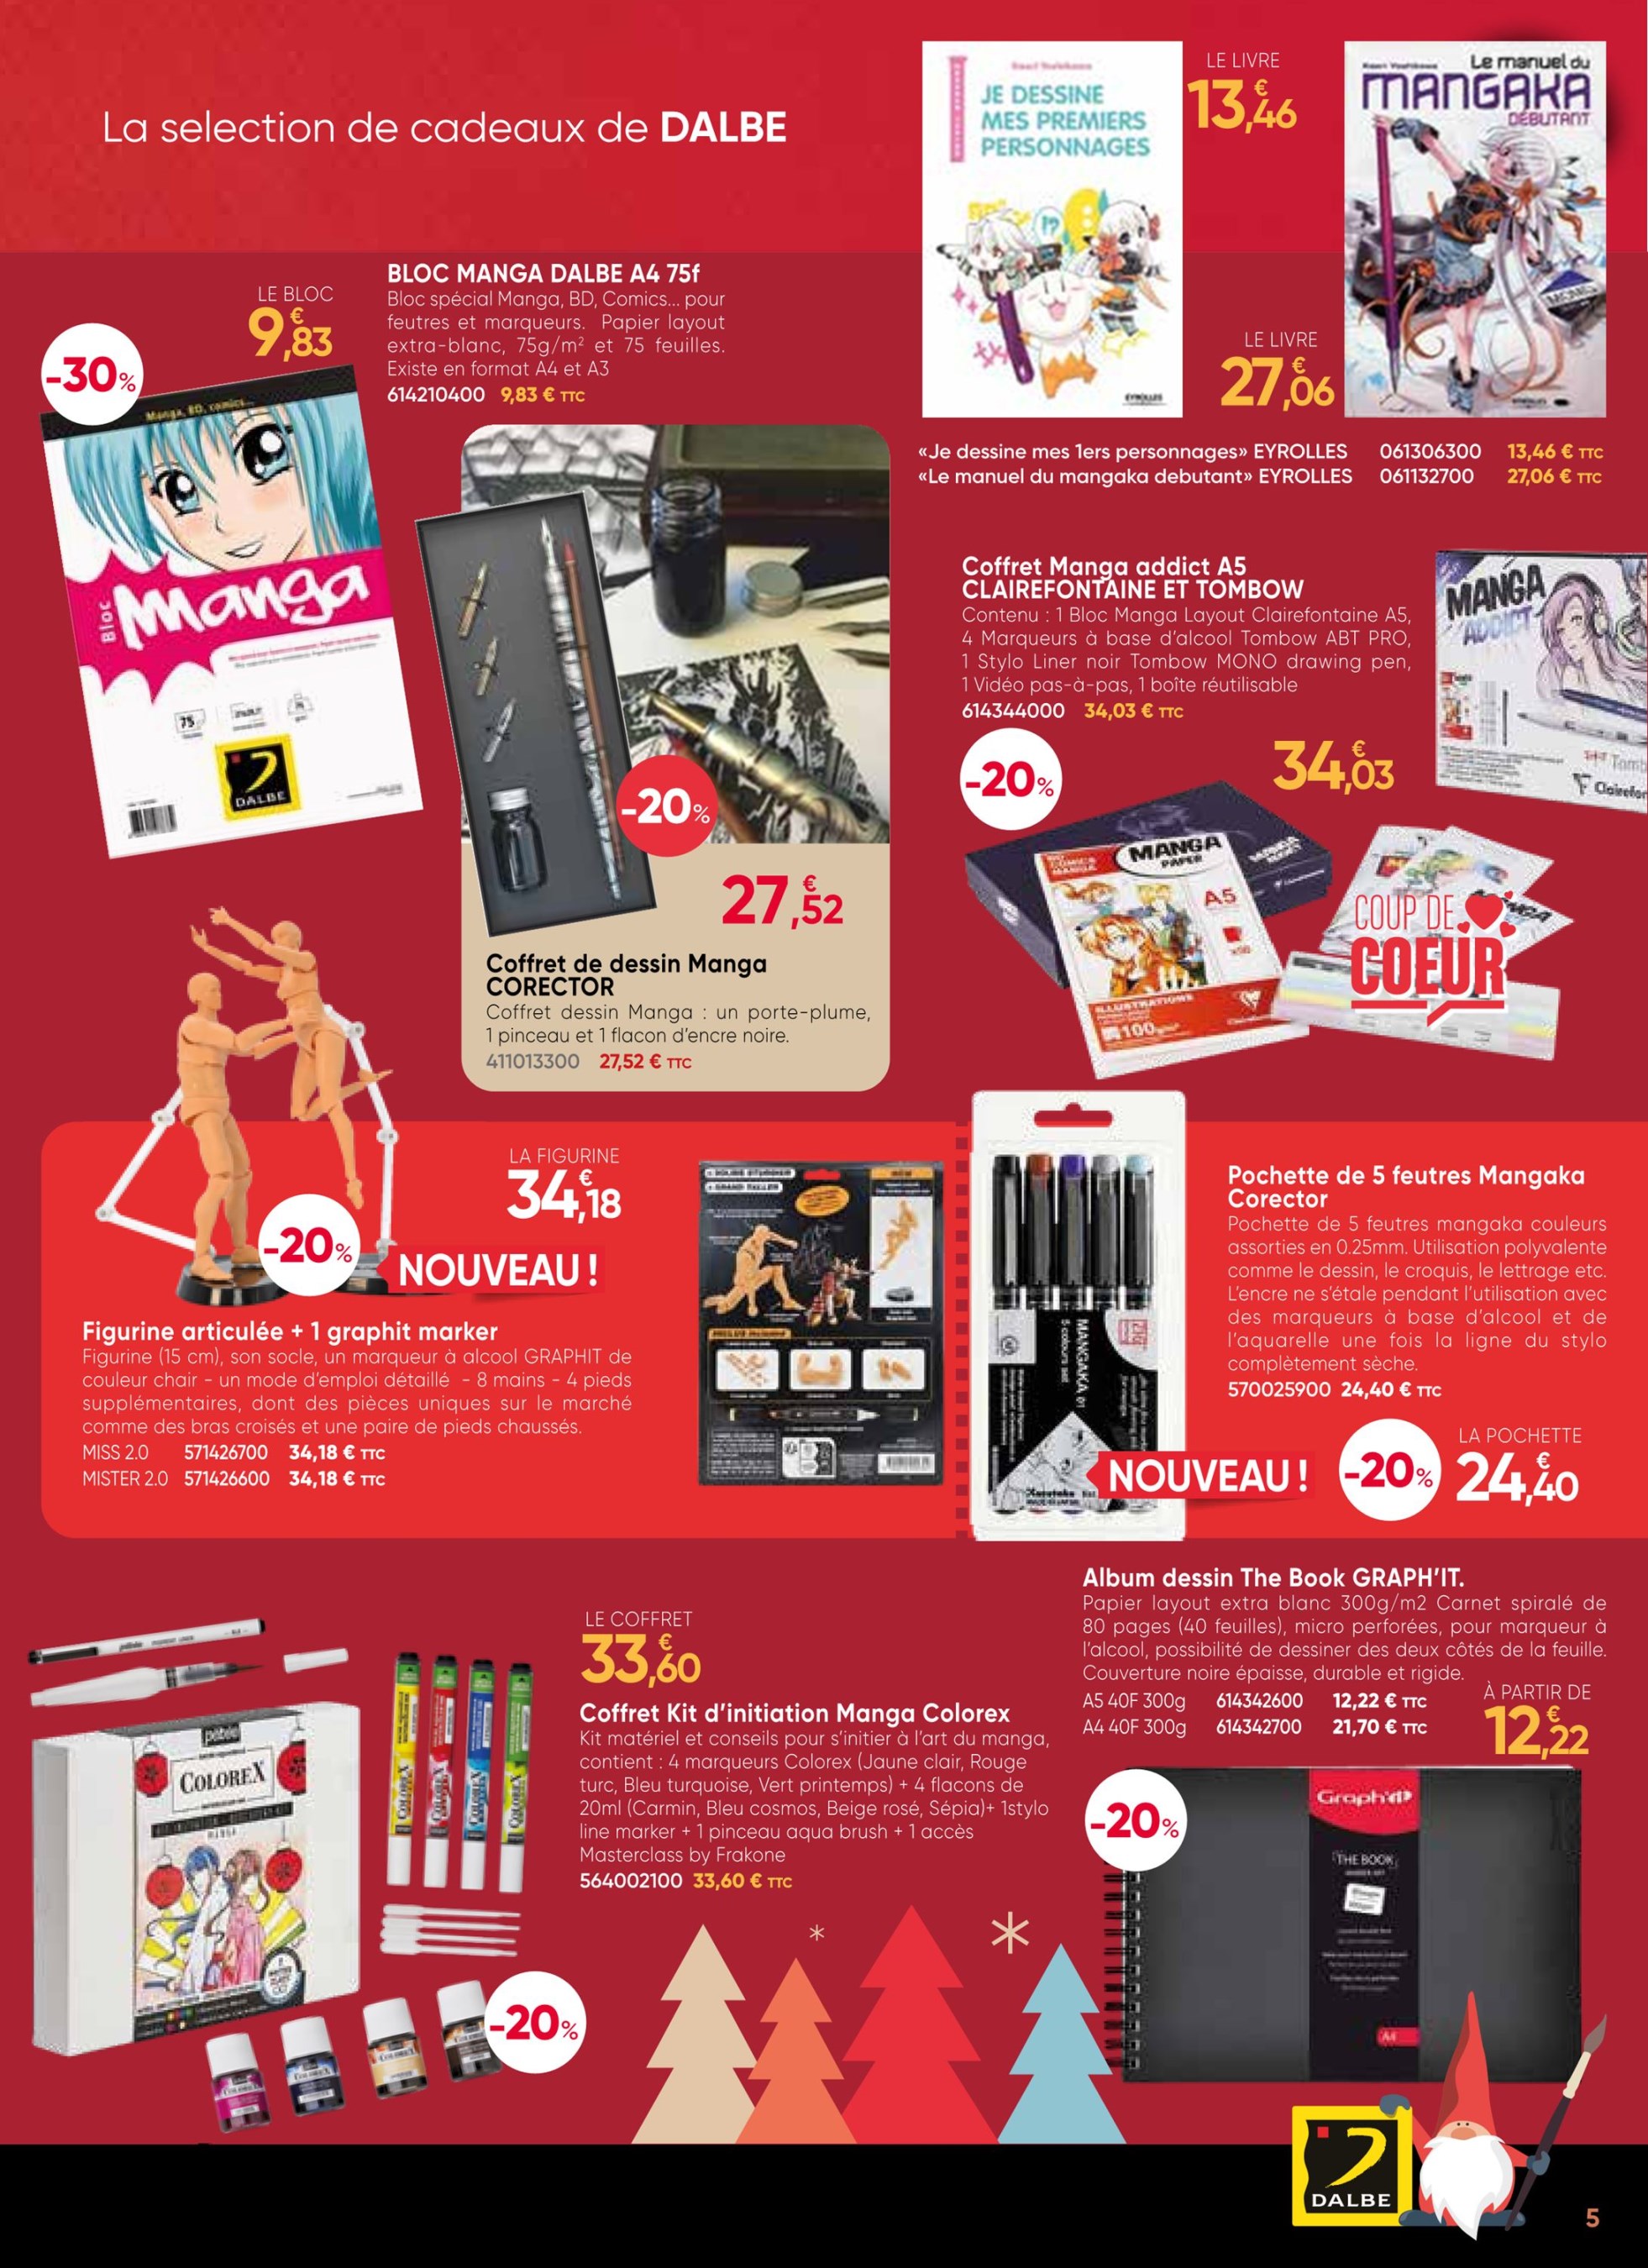 La selection de cadeaux de DALBE
JE DESSINE
MES PREMIERS
PERSONNAGES
EYROLLES
LE LIVRE
13,46 €
Le manuel du
MANGAKA
DÉBUTANT
LE LIVRE
27,06 €
«Je dessine mes 1ers personnages» EYROLLES 061306300 13,46 € TTC
«Le manuel du mangaka debutant» EYROLLES 061132700 27,06 € TTC
LE BLOC
9,83 €
-30%
BLOC MANGA DALBE A4 75f
Bloc spécial Manga, BD, Comics... pour
feutres et marqueurs. Papier layout
extra-blanc, 75g/m² et 75 feuilles.
Existe en format A4 et A3
614210400 9,83 € TTC
Manga, BD, comics...
Bloc
Manga
75
DALBE
-20%
27,52 €
Coffret de dessin Manga
CORECTOR
Coffret dessin Manga : un porte-plume,
1 pinceau et 1 flacon d'encre noire.
411013300 27,52 € TTC
Coffret Manga addict A5
CLAIREFONTAINE ET TOMBOW
Contenu : 1 Bloc Manga Layout Clairefontaine A5,
4 Marqueurs à base d'alcool Tombow ABT PRO,
1 Stylo Liner noir Tombow MONO drawing pen,
1 Vidéo pas-à-pas, 1 boîte réutilisable
614344000 34,03 € TTC
-20%
34,03 €
MANGA
ADDICT
Tomb
Clairefon
MANGA
PAPER
A5
ILLUSTRATIONS
100g
COUP DE
COEUR
LA FIGURINE
34,18 €
-20%
NOUVEAU !
Figurine articulée + 1 graphit marker
Figurine (15 cm), son socle, un marqueur à alcool GRAPHIT de
couleur chair - un mode d'emploi détaillé - 8 mains - 4 pieds
supplémentaires, dont des pièces uniques sur le marché
comme des bras croisés et une paire de pieds chaussés.
MISS 2.0 571426700 34,18 € TTC
MISTER 2.0 571426600 34,18 € TTC
MANGAKA
5 colours set
Pochette de 5 feutres Mangaka
Corector
Pochette de 5 feutres mangaka couleurs
assorties en 0.25mm. Utilisation polyvalente
comme le dessin, le croquis, le lettrage etc.
L'encre ne s'étale pendant l'utilisation avec
des marqueurs à base d'alcool et de
l'aquarelle une fois la ligne du stylo
complètement sèche.
570025900 24,40 € TTC
NOUVEAU !
-20%
LA POCHETTE
24,40 €
LE COFFRET
33,60 €
Coffret Kit d'initiation Manga Colorex
Kit matériel et conseils pour s'initier à l'art du manga,
contient : 4 marqueurs Colorex (Jaune clair, Rouge
turc, Bleu turquoise, Vert printemps) + 4 flacons de
20ml (Carmin, Bleu cosmos, Beige rosé, Sépia)+ 1stylo
line marker + 1 pinceau aqua brush + 1 accès
Masterclass by Frakone
564002100 33,60 € TTC
pébéo
COLOREX
MANGA
-20%
Album dessin The Book GRAPH'IT.
Papier layout extra blanc 300g/m2 Carnet spiralé de
80 pages (40 feuilles), micro perforées, pour marqueur à
l'alcool, possibilité de dessiner des deux côtés de la feuille.
Couverture noire épaisse, durable et rigide.
A5 40F 300g 614342600 12,22 € TTC
A4 40F 300g 614342700 21,70 € TTC
À PARTIR DE
12,22 €
-20%
Graph'it
THE BOOK
A4
DALBE
5